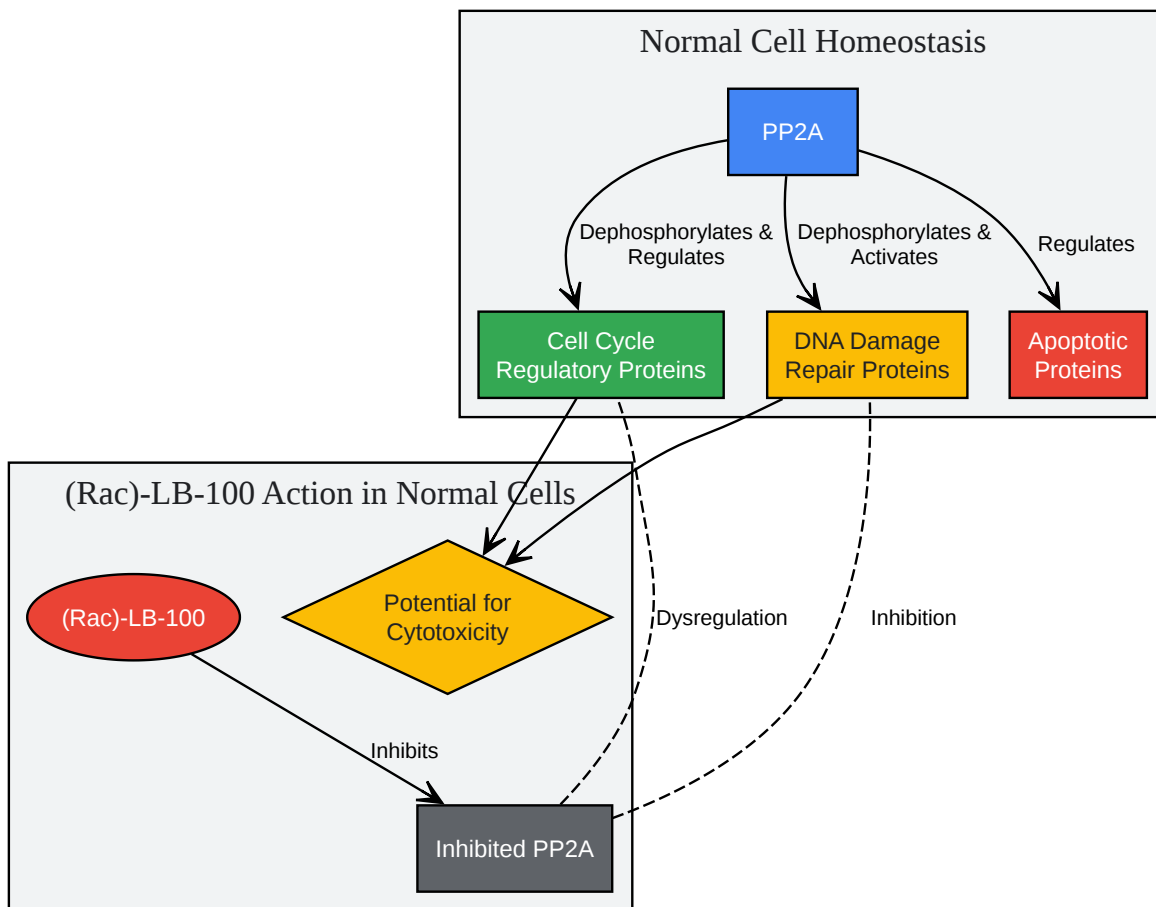 Normal Cell Homeostasis
PP2A
Dephosphorylates &
Regulates
Dephosphorylates &
Activates
Regulates
Cell Cycle
Regulatory Proteins
DNA Damage
Repair Proteins
Apoptotic
Proteins
(Rac)-LB-100 Action in Normal Cells
(Rac)-LB-100
Potential for
Cytotoxicity
Dysregulation
Inhibition
Inhibits
Inhibited PP2A